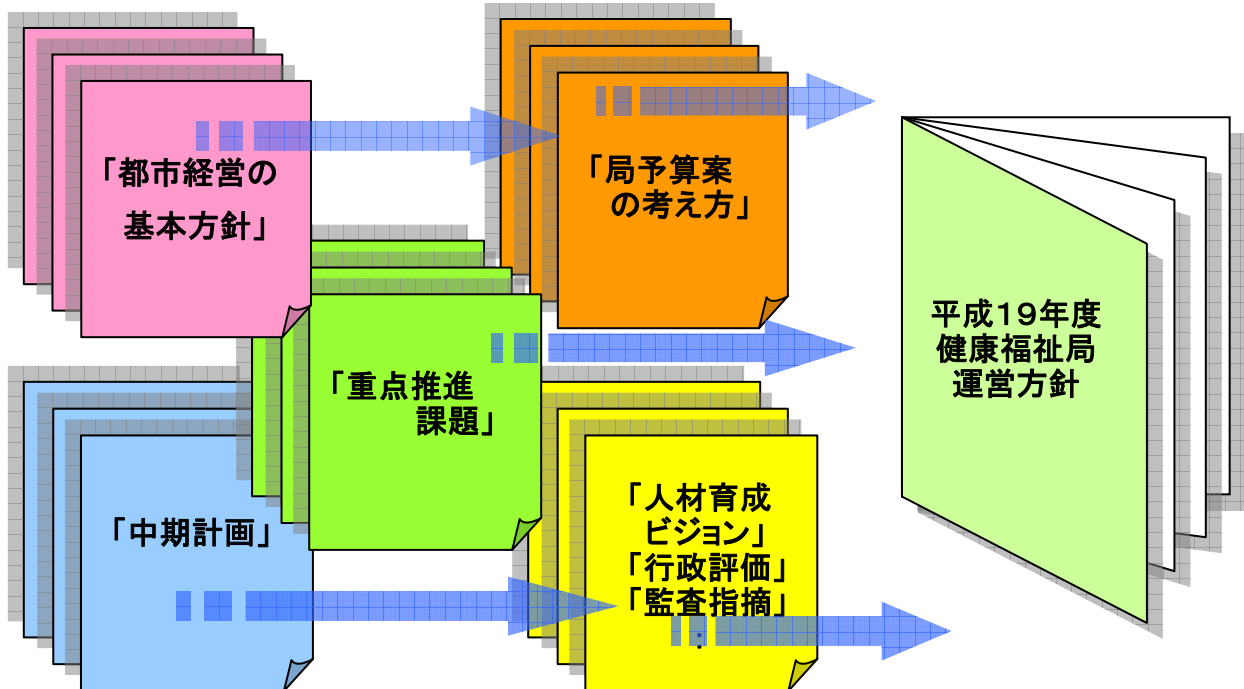 「都市経営の
基本方針」
「局予算案
の考え方」
「重点推進
課題」
「中期計画」
「人材育成
ビジョン」
「行政評価」
「監査指摘」
:
平成19年度
健康福祉局
運営方針